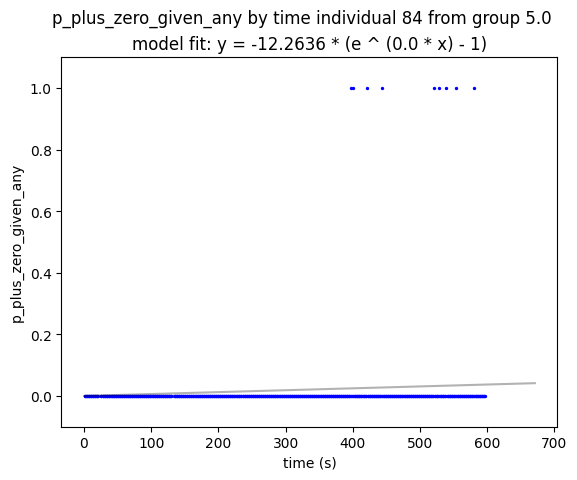 p_plus_zero_given_any by time individual 84 from group 5.0
model fit: y = -12.2636 * (e ^ (0.0 * x) - 1)
1.0
0.8
0.6
0.4
0.2
0.0
p_plus_zero_given_any
0 100 200 300 400 500 600 700
time (s)